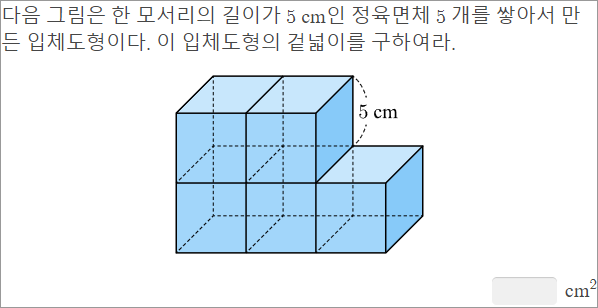 다음 그림은 한 모서리의 길이가 5 cm인 정육면체 5 개를 쌓아서 만
든 입체도형이다. 이 입체도형의 겉넓이를 구하여라.
5 cm
cm²